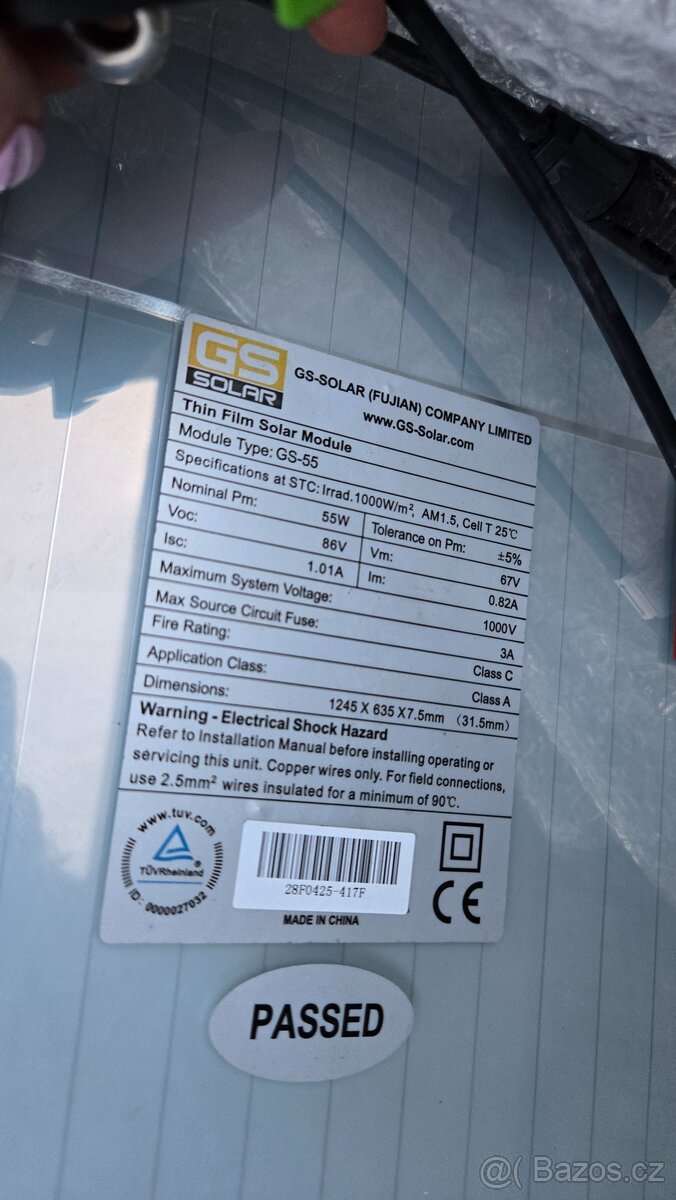 GS
SOLAR
GS-SOLAR (FUJIAN) COMPANY LIMITED
www.GS-Solar.com
Thin Film Solar Module
Module Type: GS-55
Specifications at STC: Irrad. 1000W/m², AM1.5, Cell T 25℃
Nominal Pm: 55W Tolerance on Pm: ±5%
Voc: 86V Vm: 67V
Isc: 1.01A Im: 0.82A
Maximum System Voltage: 1000V
Max Source Circuit Fuse: 3A
Fire Rating: Class C
Application Class: Class A
Dimensions: 1245 X 635 X7.5mm (31.5mm)
Warning - Electrical Shock Hazard
Refer to Installation Manual before installing operating or
servicing this unit. Copper wires only. For field connections,
use 2.5mm² wires insulated for a minimum of 90℃.
www.tuv.com
TÜVRheinland®
ID: 0000027032
28F0425-417F
CE
MADE IN CHINA
PASSED
@( Bazos.cz